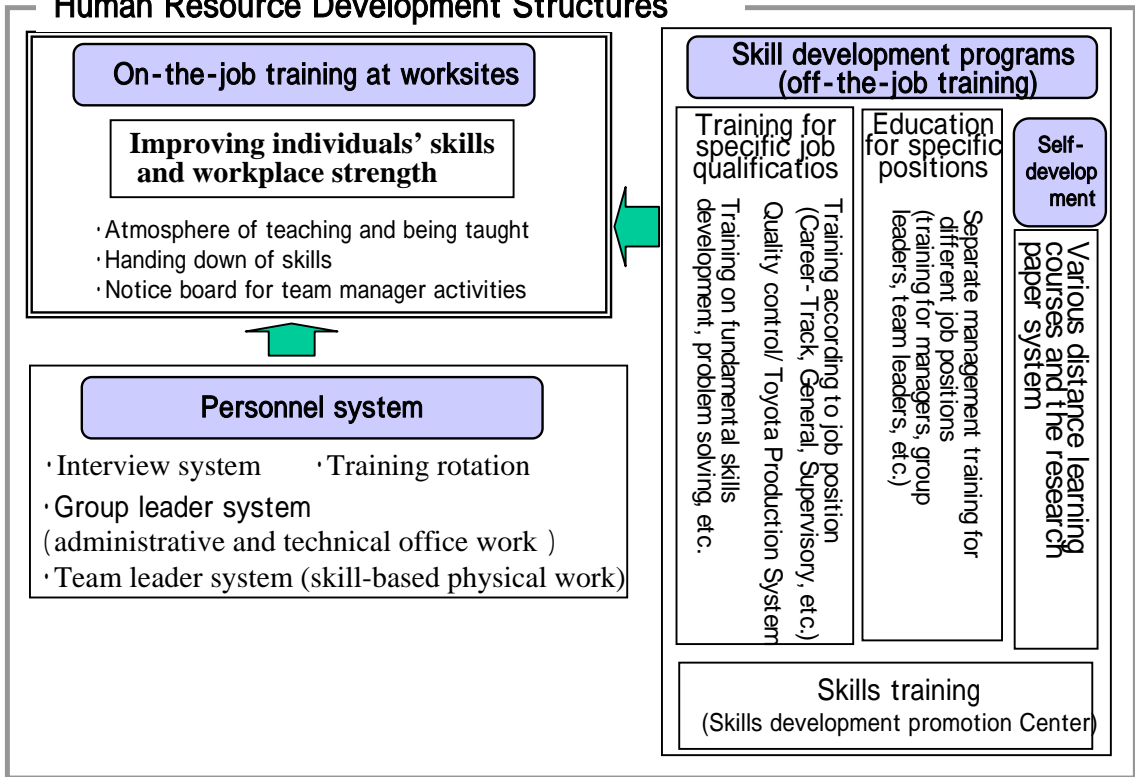 Human Resource Development Structures
On-the-job training at worksites
Improving individuals' skills
and workplace strength
·Atmosphere of teaching and being taught
·Handing down of skills
·Notice board for team manager activities
Personnel system
·Interview system ·Training rotation
·Group leader system
(administrative and technical office work )
·Team leader system (skill-based physical work)
Skill development programs
(off-the-job training)
Training for
specific job
qualificatios
Training according to job position
(Career-Track, General, Supervisory, etc.)
Quality control/ Toyota Production System
Training on fundamental skills
development, problem solving, etc.
Education
for specific
positions
Separate management training for
different job positions
(training for managers, group
leaders, team leaders, etc.)
Self-
develop
ment
Various distance learning
courses and the research
paper system
Skills training
(Skills development promotion Center)